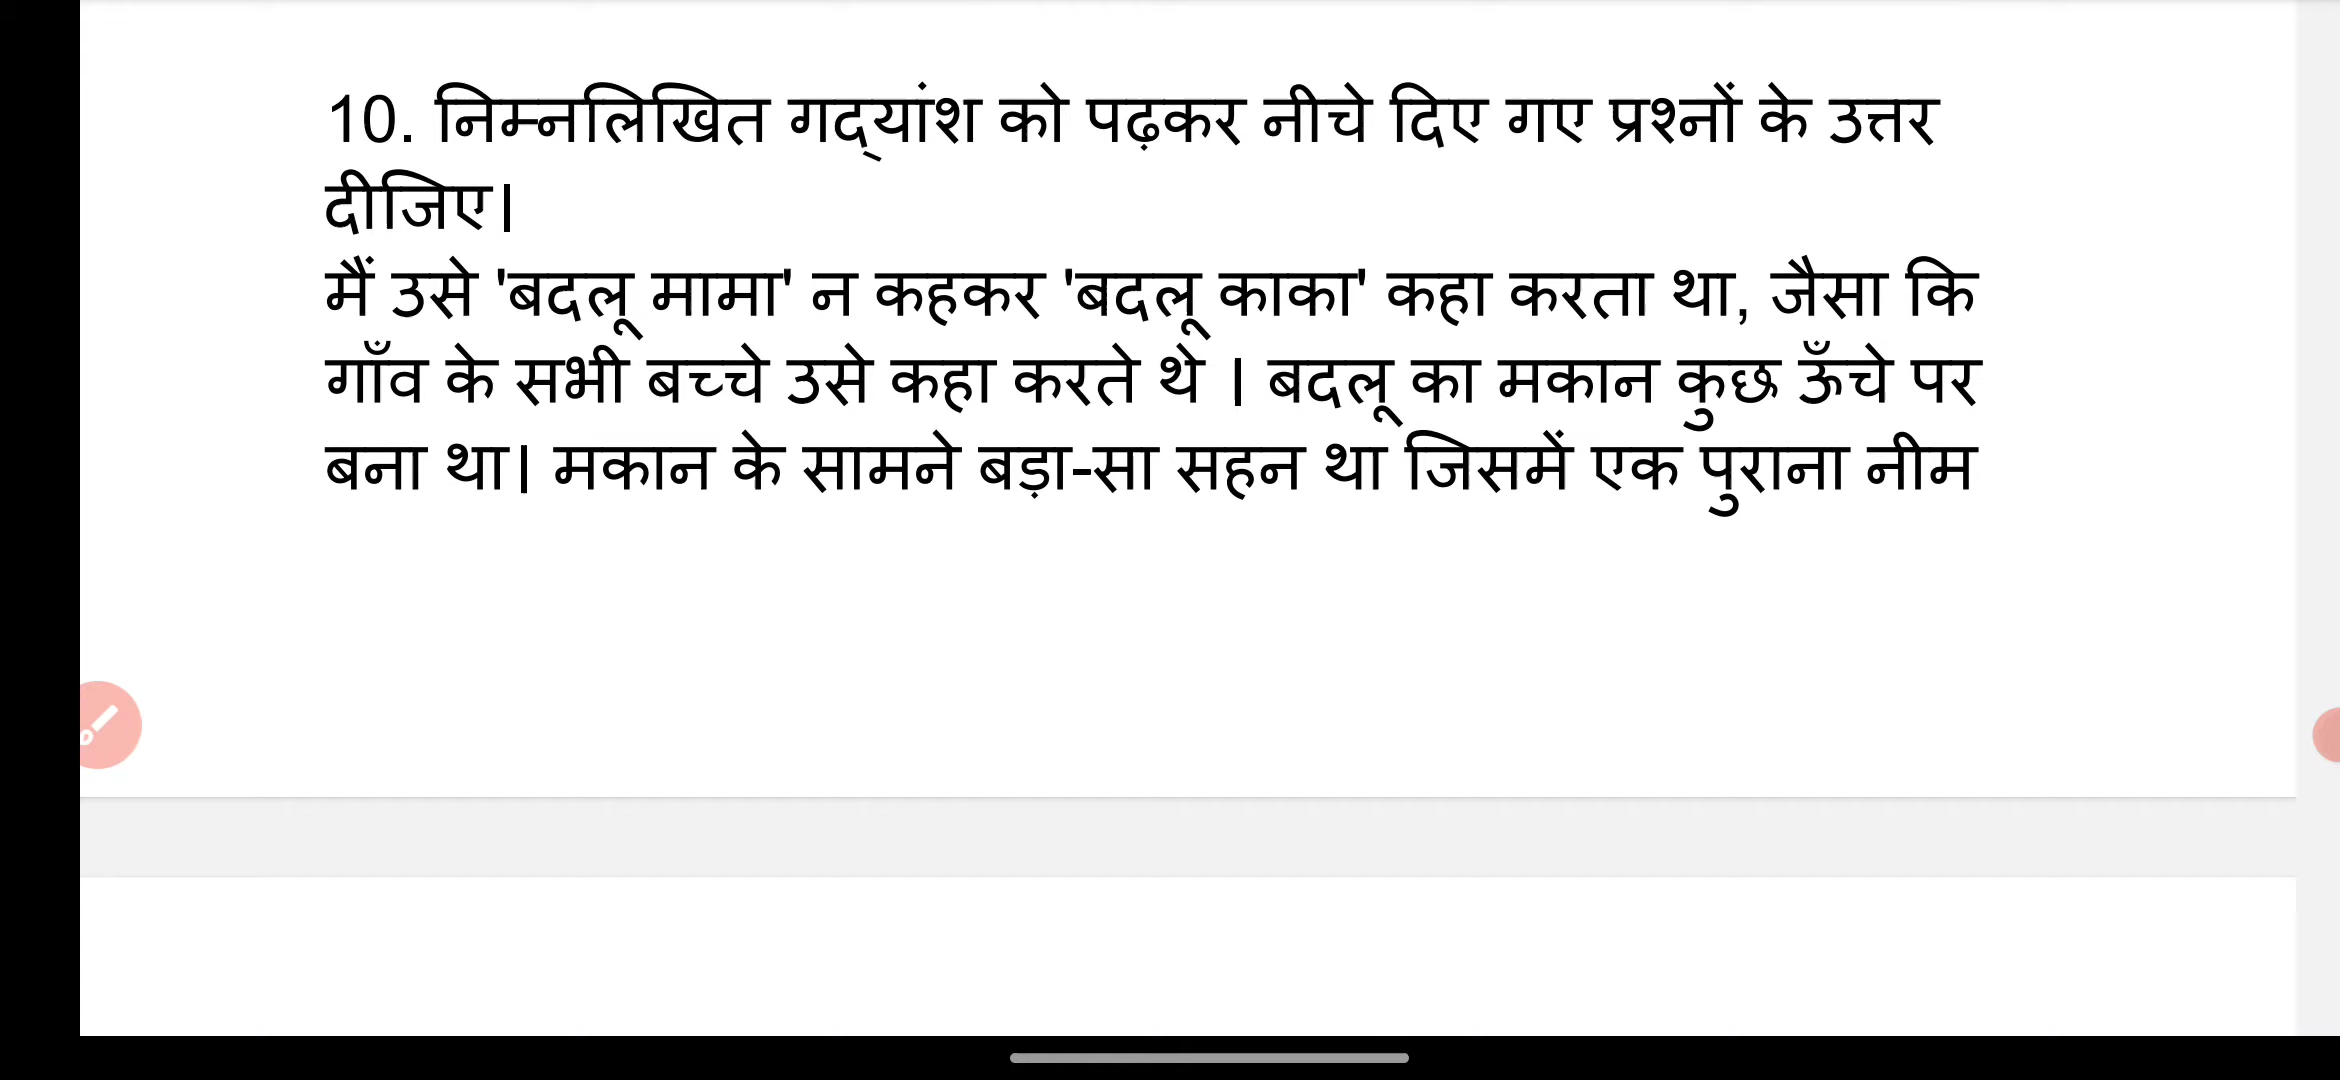 10. निम्नलिखित गद्‌यांश को पढ़कर नीचे दिए गए प्रश्नों के उत्तर
दीजिए।
मैं उसे 'बदलू मामा' न कहकर 'बदलू काका' कहा करता था, जैसा कि
गाँव के सभी बच्चे उसे कहा करते थे । बदलू का मकान कुछ ऊँचे पर
बना था। मकान के सामने बड़ा-सा सहन था जिसमें एक पुराना नीम